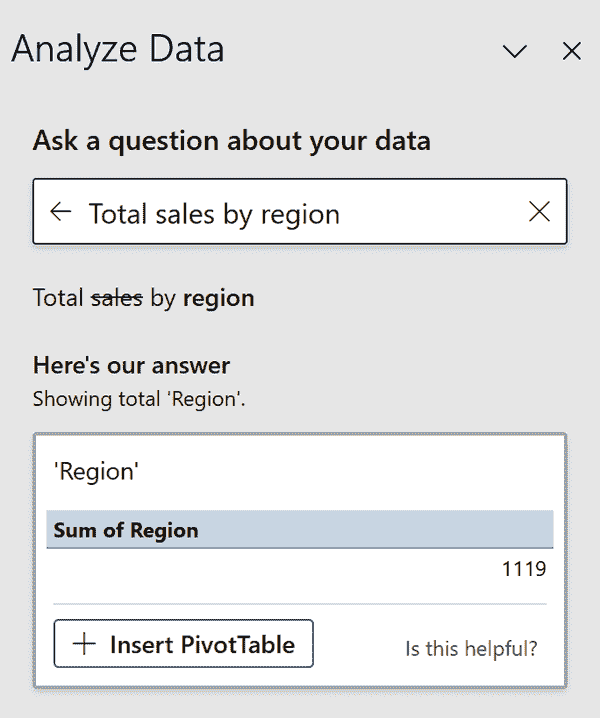 Analyze Data
Ask a question about your data
Total sales by region
Total sales by region
Here's our answer
Showing total 'Region'.
'Region'
Sum of Region
1119
Insert PivotTable
Is this helpful?